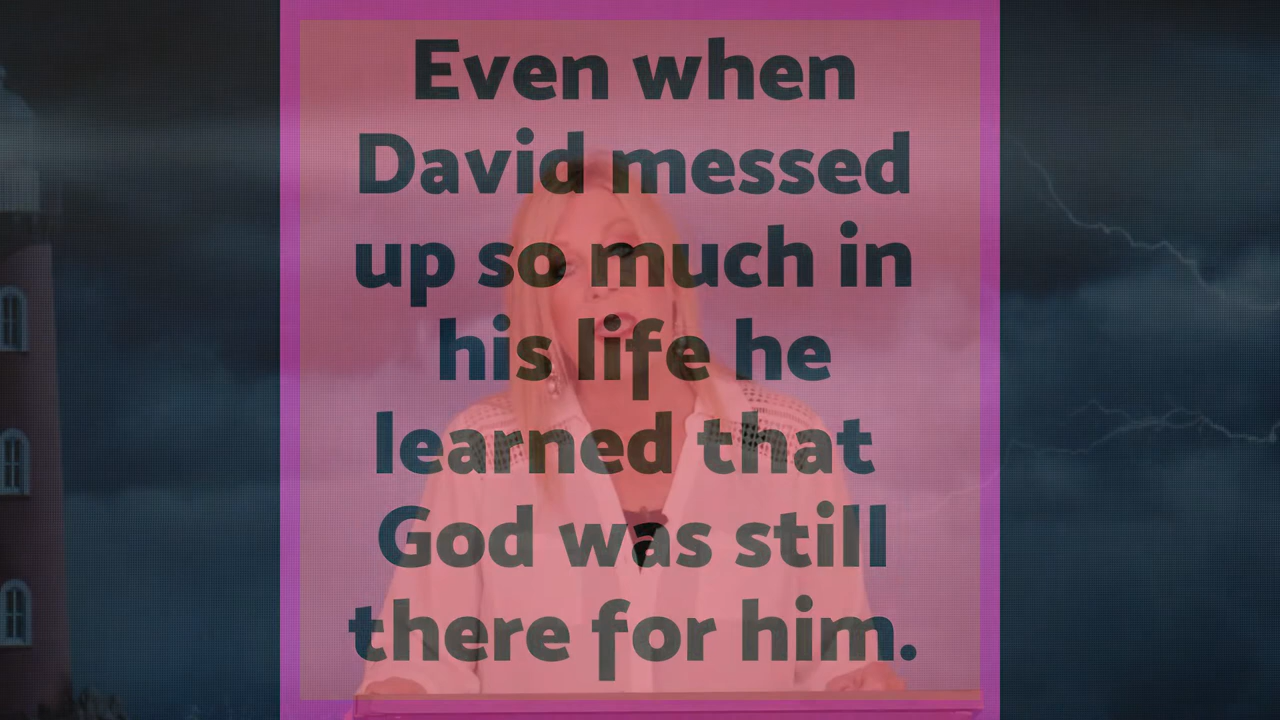 Even when
David messed
up so much in
his life he
learned that
God was still
there for him.